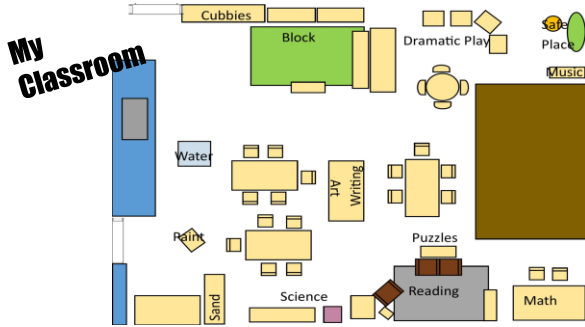 My
Classroom
Cubbies
Block
Dramatic Play
Safe
Place
Music
Water
Art
Writing
Paint
Puzzles
Sand
Science
Reading
Math